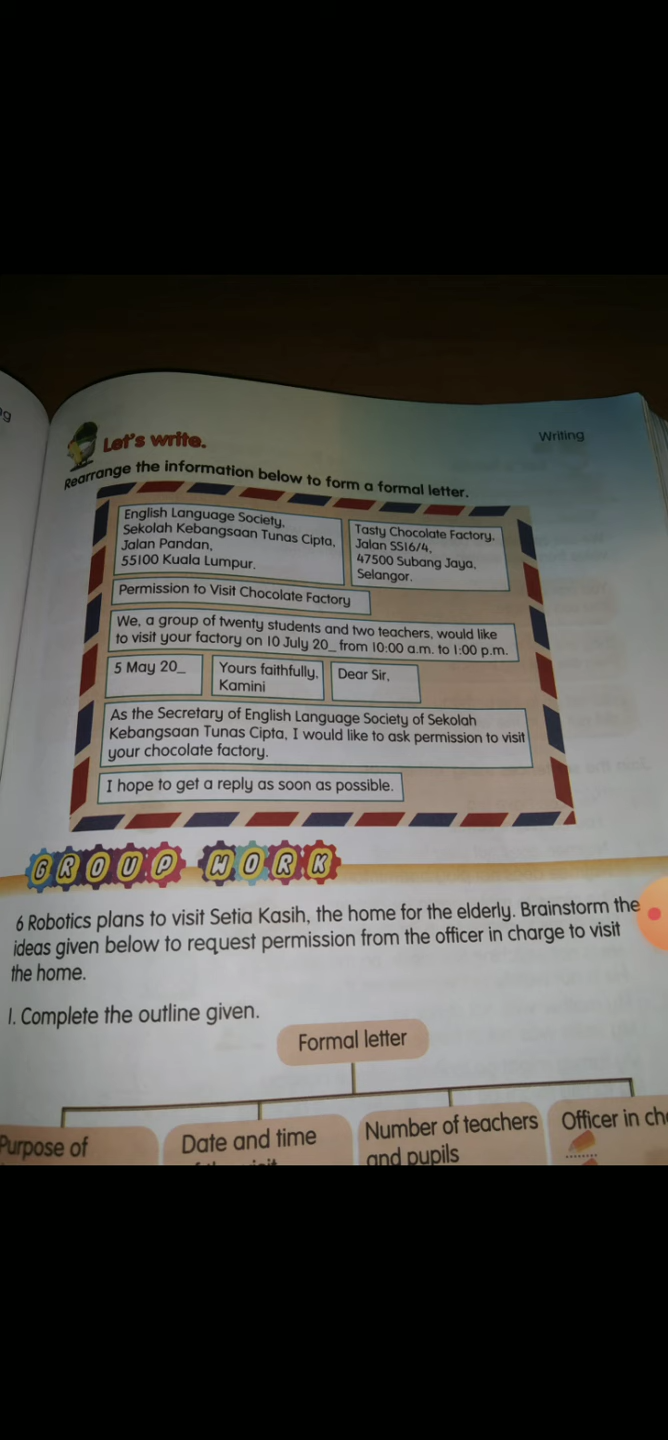 Let's write.
Writing
Rearrange the information below to form a formal letter.
English Language Society,
Sekolah Kebangsaan Tunas Cipta,
Jalan Pandan,
55100 Kuala Lumpur.
Tasty Chocolate Factory,
Jalan SS16/4,
47500 Subang Jaya,
Selangor.
Permission to Visit Chocolate Factory
We, a group of twenty students and two teachers, would like
to visit your factory on 10 July 20_ from 10:00 a.m. to 1:00 p.m.
5 May 20_
Yours faithfully,
Kamini
Dear Sir,
As the Secretary of English Language Society of Sekolah
Kebangsaan Tunas Cipta, I would like to ask permission to visit
your chocolate factory.
I hope to get a reply as soon as possible.
GROUP WORK
6 Robotics plans to visit Setia Kasih, the home for the elderly. Brainstorm the
ideas given below to request permission from the officer in charge to visit
the home.
1. Complete the outline given.
Formal letter
Purpose of
Date and time
Number of teachers
and pupils
Officer in